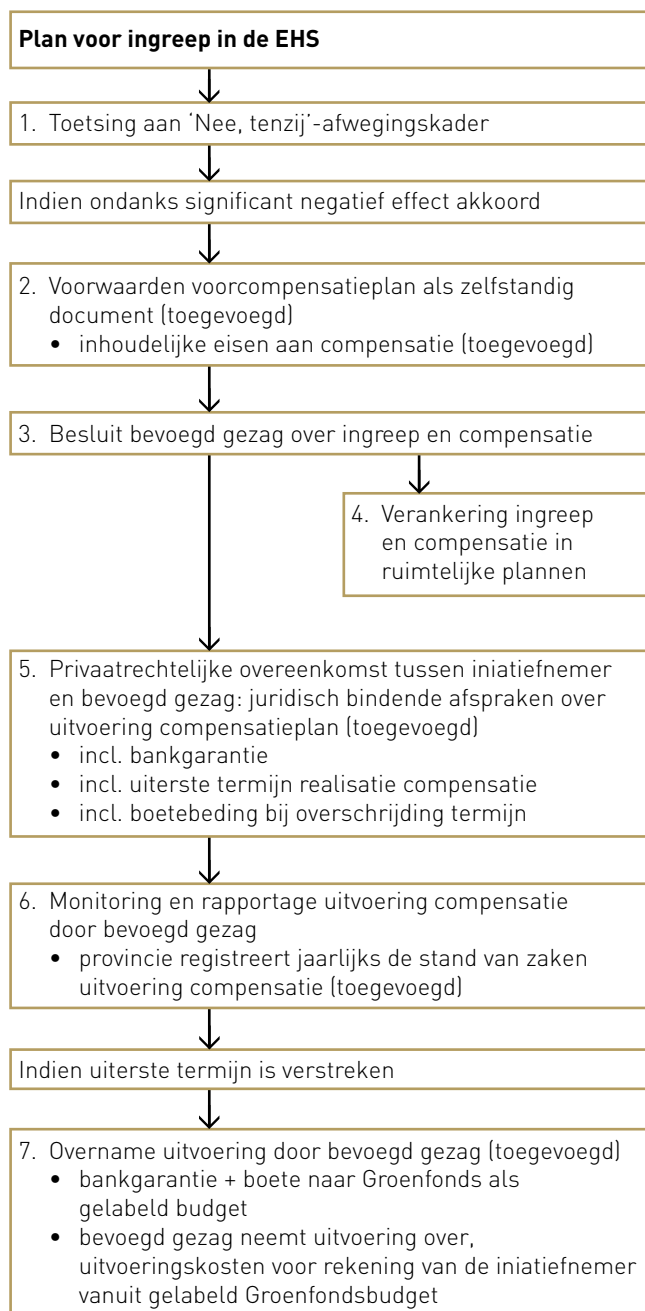 Plan voor ingreep in de EHS
1. Toetsing aan ‘Nee, tenzij’-afwegingskader
Indien ondanks significant negatief effect akkoord
2. Voorwaarden voorcompensatieplan als zelfstandig
document (toegevoegd)
• inhoudelijke eisen aan compensatie (toegevoegd)
3. Besluit bevoegd gezag over ingreep en compensatie
4. Verankering ingreep
en compensatie in
ruimtelijke plannen
5. Privaatrechtelijke overeenkomst tussen iniatiefnemer
en bevoegd gezag: juridisch bindende afspraken over
uitvoering compensatieplan (toegevoegd)
• incl. bankgarantie
• incl. uiterste termijn realisatie compensatie
• incl. boetebeding bij overschrijding termijn
6. Monitoring en rapportage uitvoering compensatie
door bevoegd gezag
• provincie registreert jaarlijks de stand van zaken
uitvoering compensatie (toegevoegd)
Indien uiterste termijn is verstreken
7. Overname uitvoering door bevoegd gezag (toegevoegd)
• bankgarantie + boete naar Groenfonds als
gelabeld budget
• bevoegd gezag neemt uitvoering over,
uitvoeringskosten voor rekening van de iniatiefnemer
vanuit gelabeld Groenfondsbudget